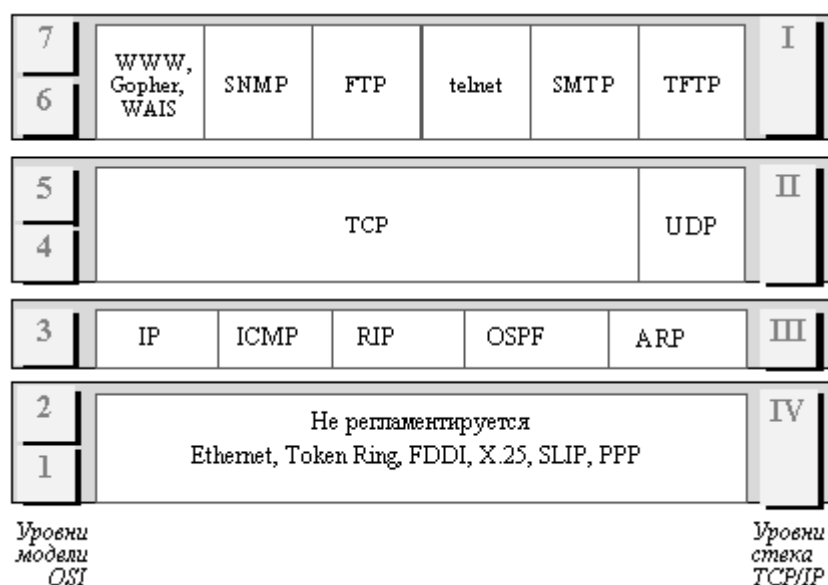 7
6
WWW,
Gopher,
WAIS
SNMP
FTP
telnet
SMTP
TFTP
I
5
4
TCP
UDP
II
3
IP
ICMP
RIP
OSPF
ARP
III
2
1
Не регламентируется
Ethernet, Token Ring, FDDI, X.25, SLIP, PPP
IV
Уровни
модели
OSI
Уровни
стека
TCP/IP